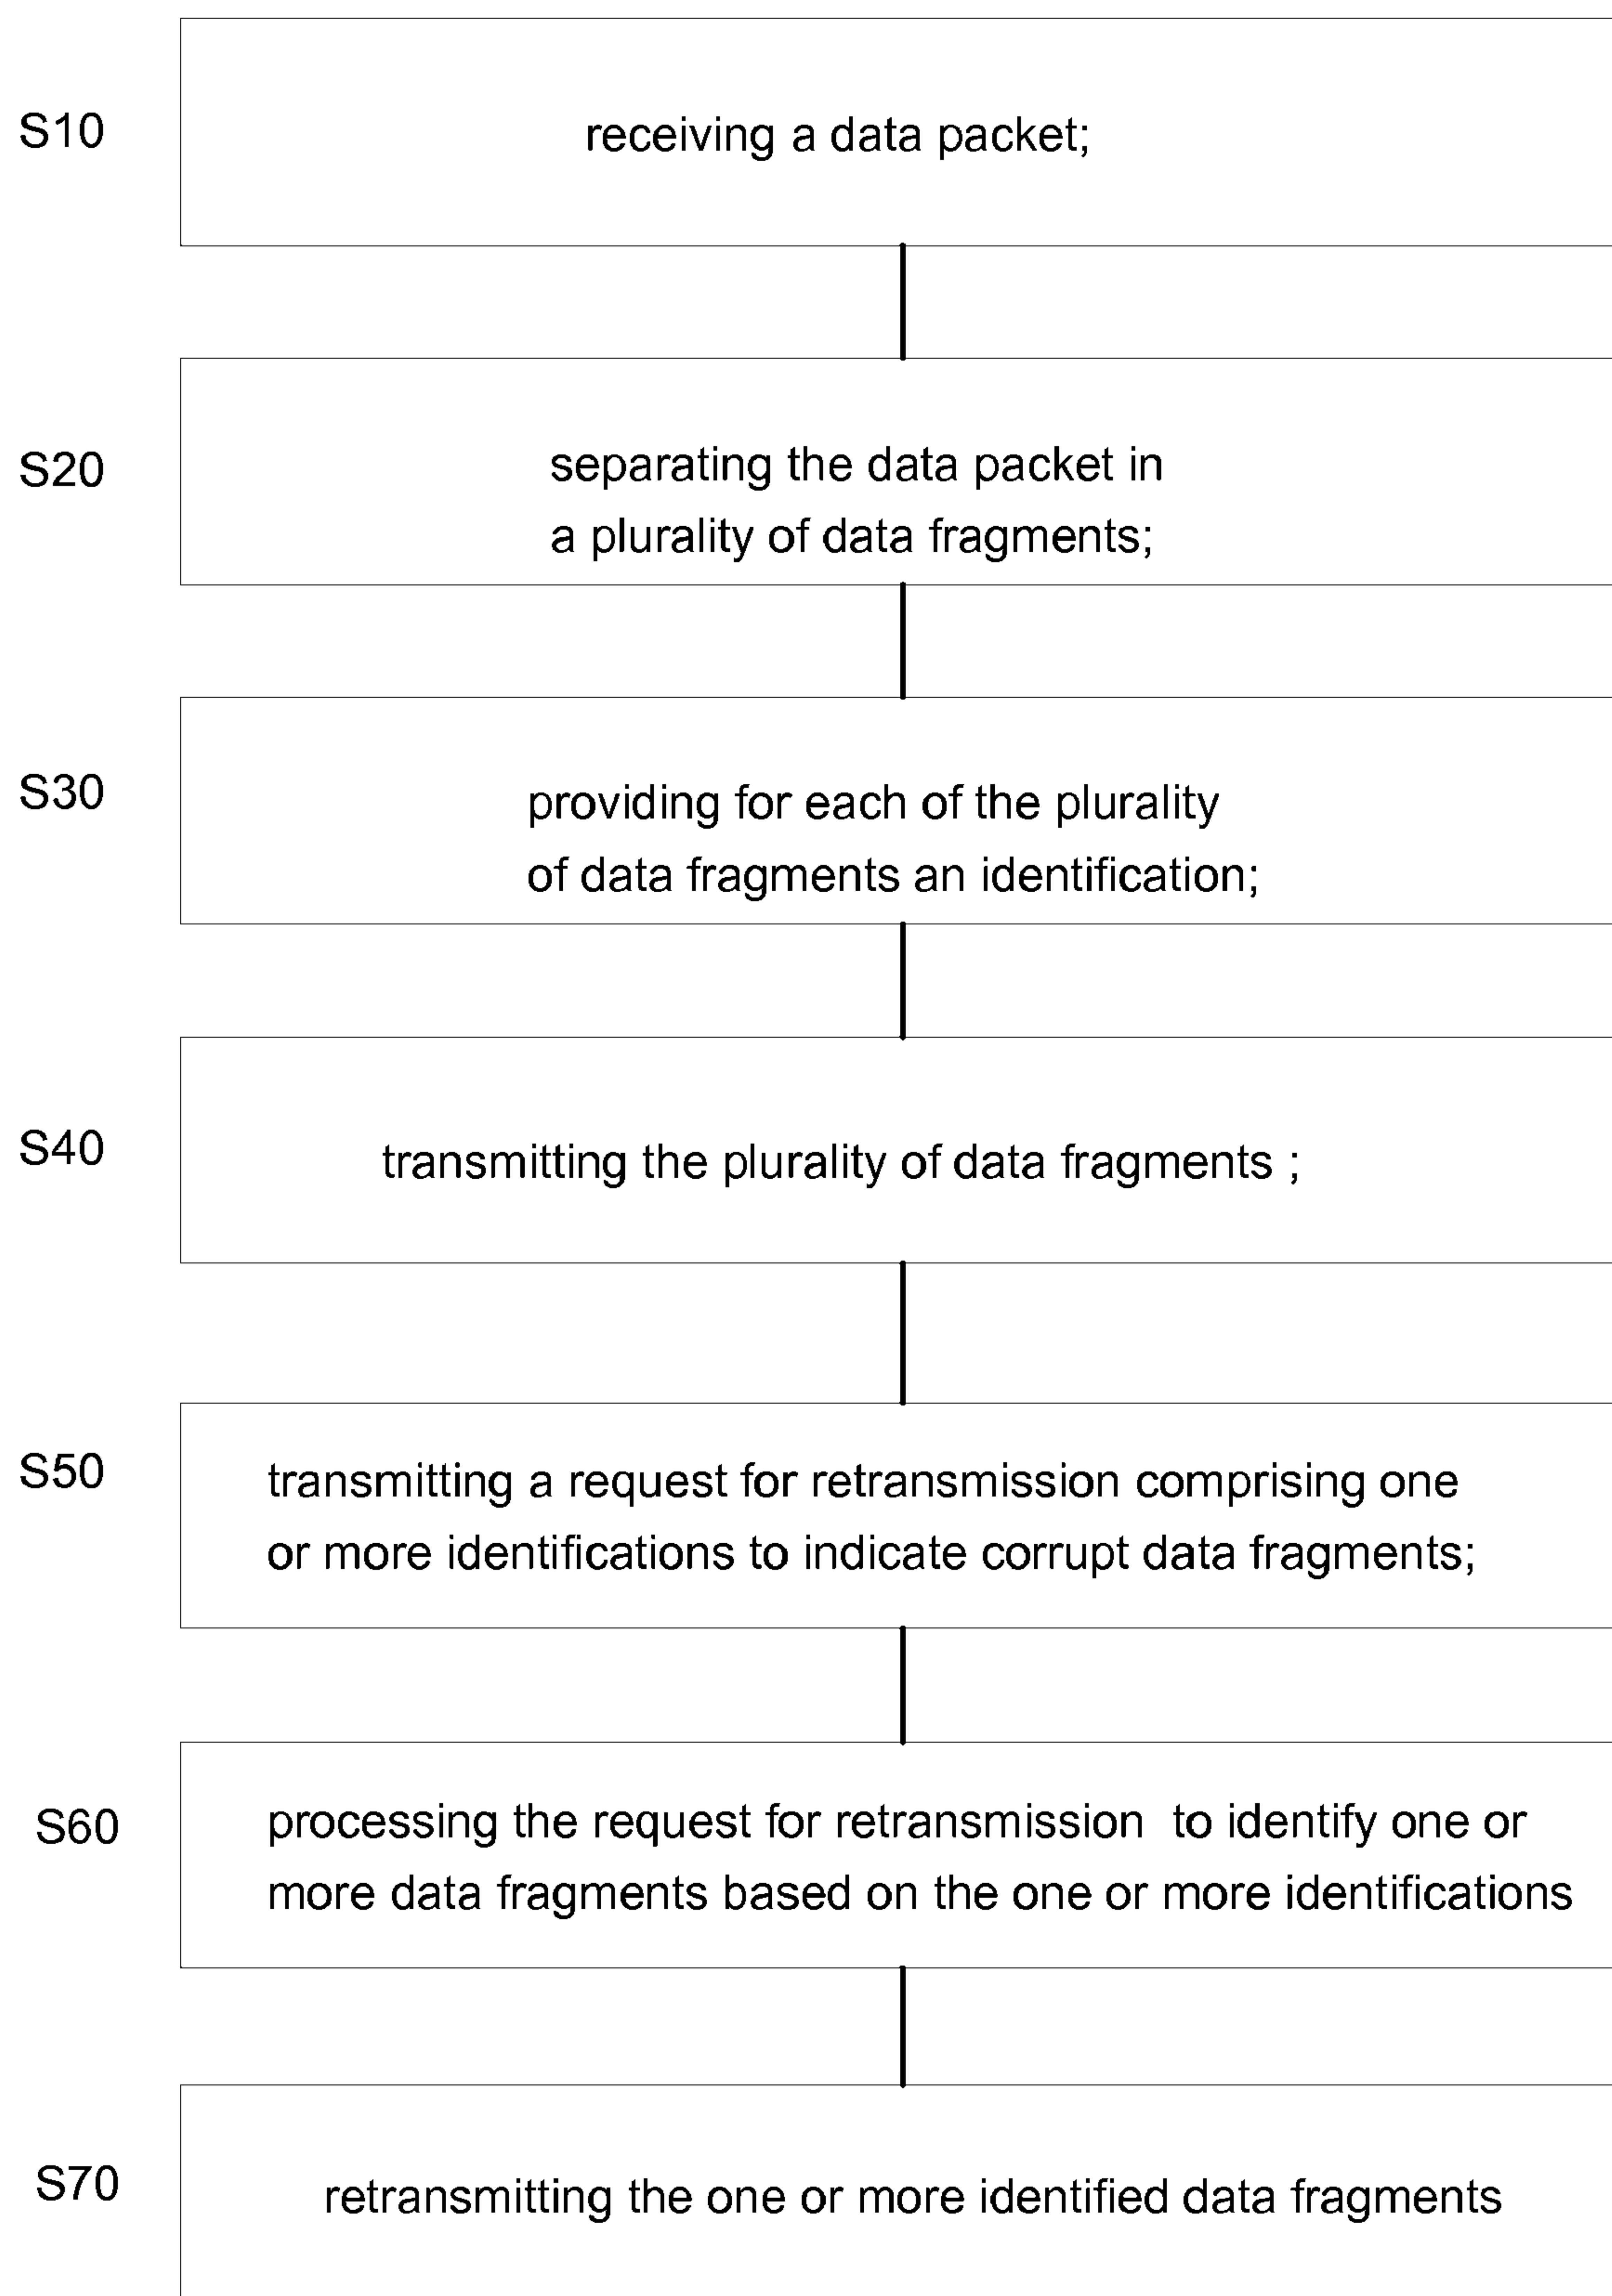 S10
receiving a data packet;
S20
separating the data packet in
a plurality of data fragments;
S30
providing for each of the plurality
of data fragments an identification;
S40
transmitting the plurality of data fragments ;
S50
transmitting a request for retransmission comprising one
or more identifications to indicate corrupt data fragments;
S60
processing the request for retransmission  to identify one or
more data fragments based on the one or more identifications
S70
retransmitting the one or more identified data fragments